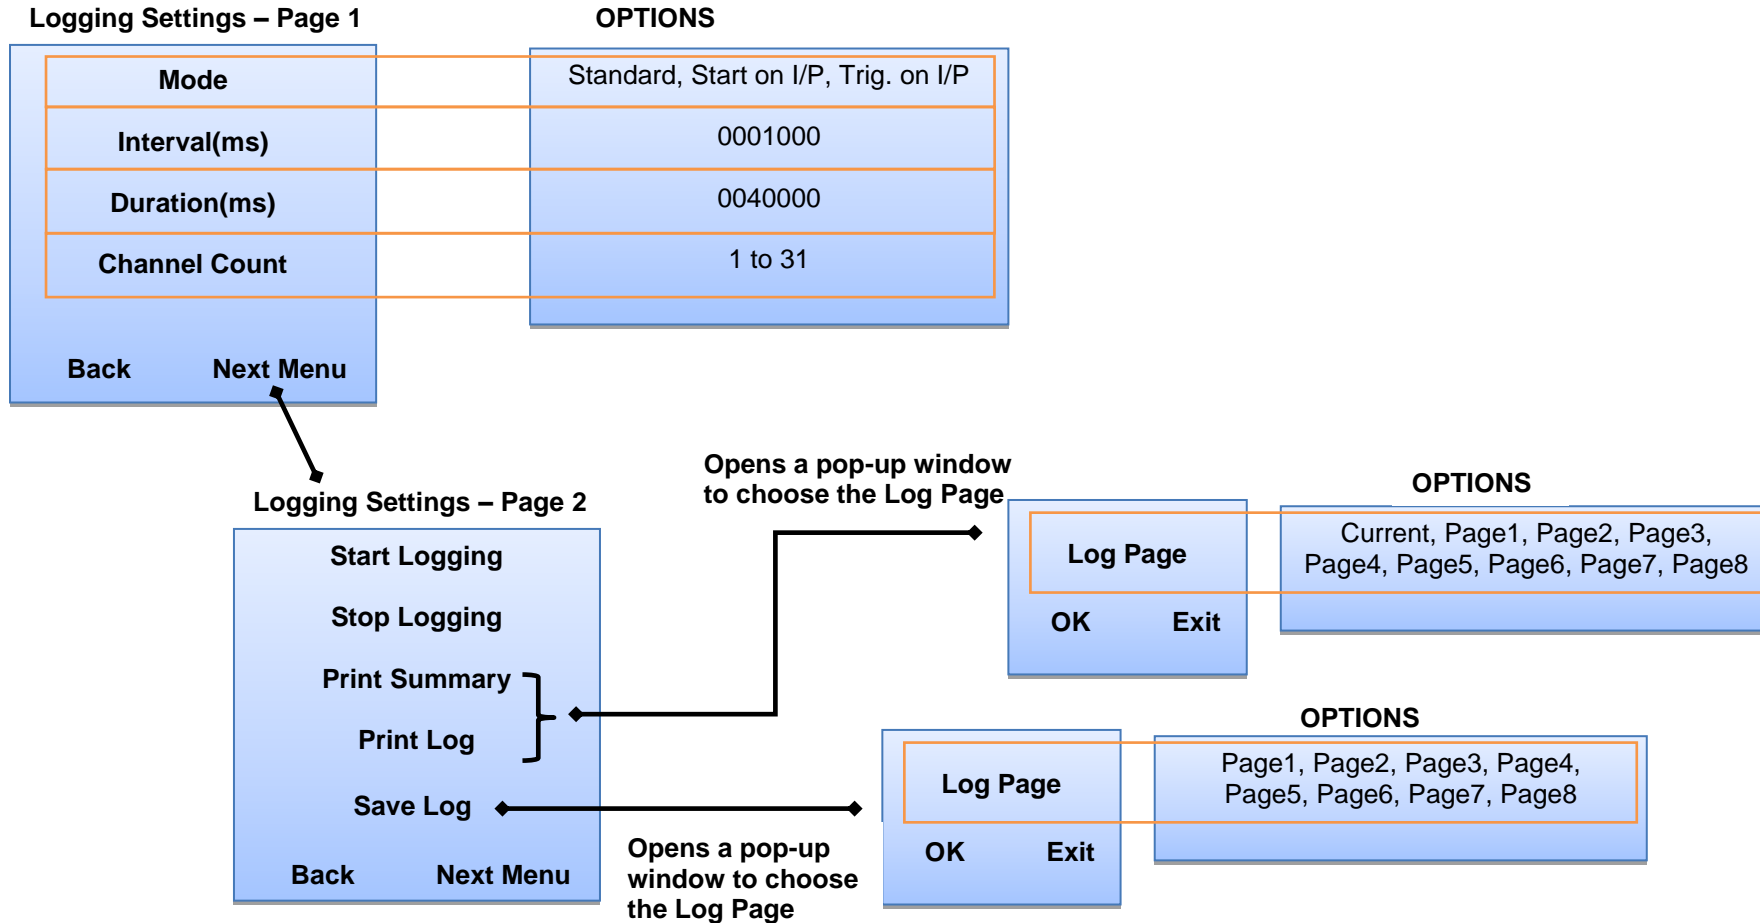 Logging Settings – Page 1
OPTIONS
Mode
Standard, Start on I/P, Trig. on I/P
Interval(ms)
0001000
Duration(ms)
0040000
Channel Count
1 to 31
Back
Next Menu
Logging Settings – Page 2
Start Logging
Stop Logging
Print Summary
Print Log
Save Log
Back
Next Menu
Opens a pop-up window
to choose the Log Page
OPTIONS
Log Page
Current, Page1, Page2, Page3,
Page4, Page5, Page6, Page7, Page8
OK
Exit
Opens a pop-up
window to choose
the Log Page
OPTIONS
Log Page
Page1, Page2, Page3, Page4,
Page5, Page6, Page7, Page8
OK
Exit